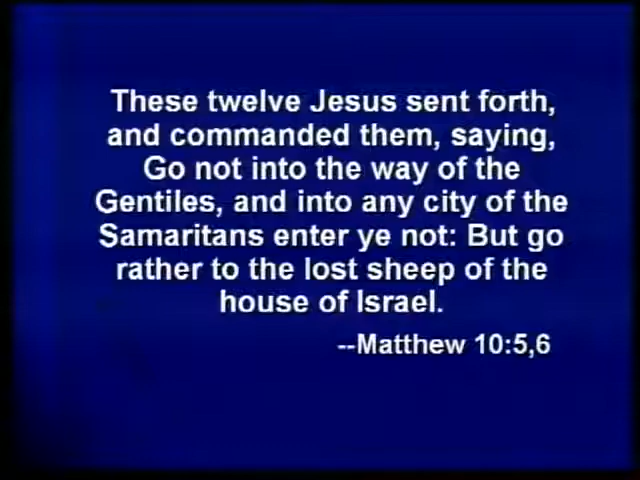 These twelve Jesus sent forth,
and commanded them, saying,
Go not into the way of the
Gentiles, and into any city of the
Samaritans enter ye not: But go
rather to the lost sheep of the
house of Israel.
--Matthew 10:5,6